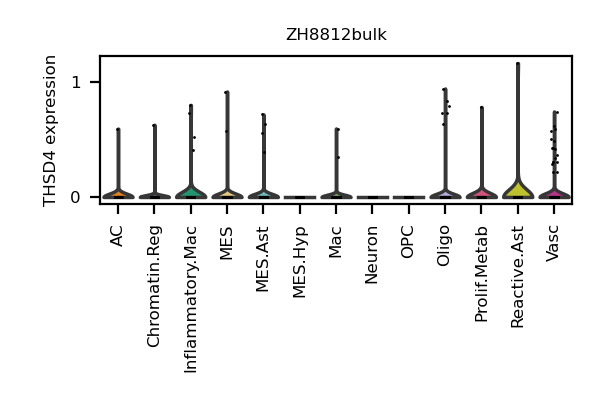 ZH8812bulk
THSD4 expression
1
0
AC
Chromatin.Reg
Inflammatory.Mac
MES
MES.Ast
MES.Hyp
Mac
Neuron
OPC
Oligo
Prolif.Metab
Reactive.Ast
Vasc